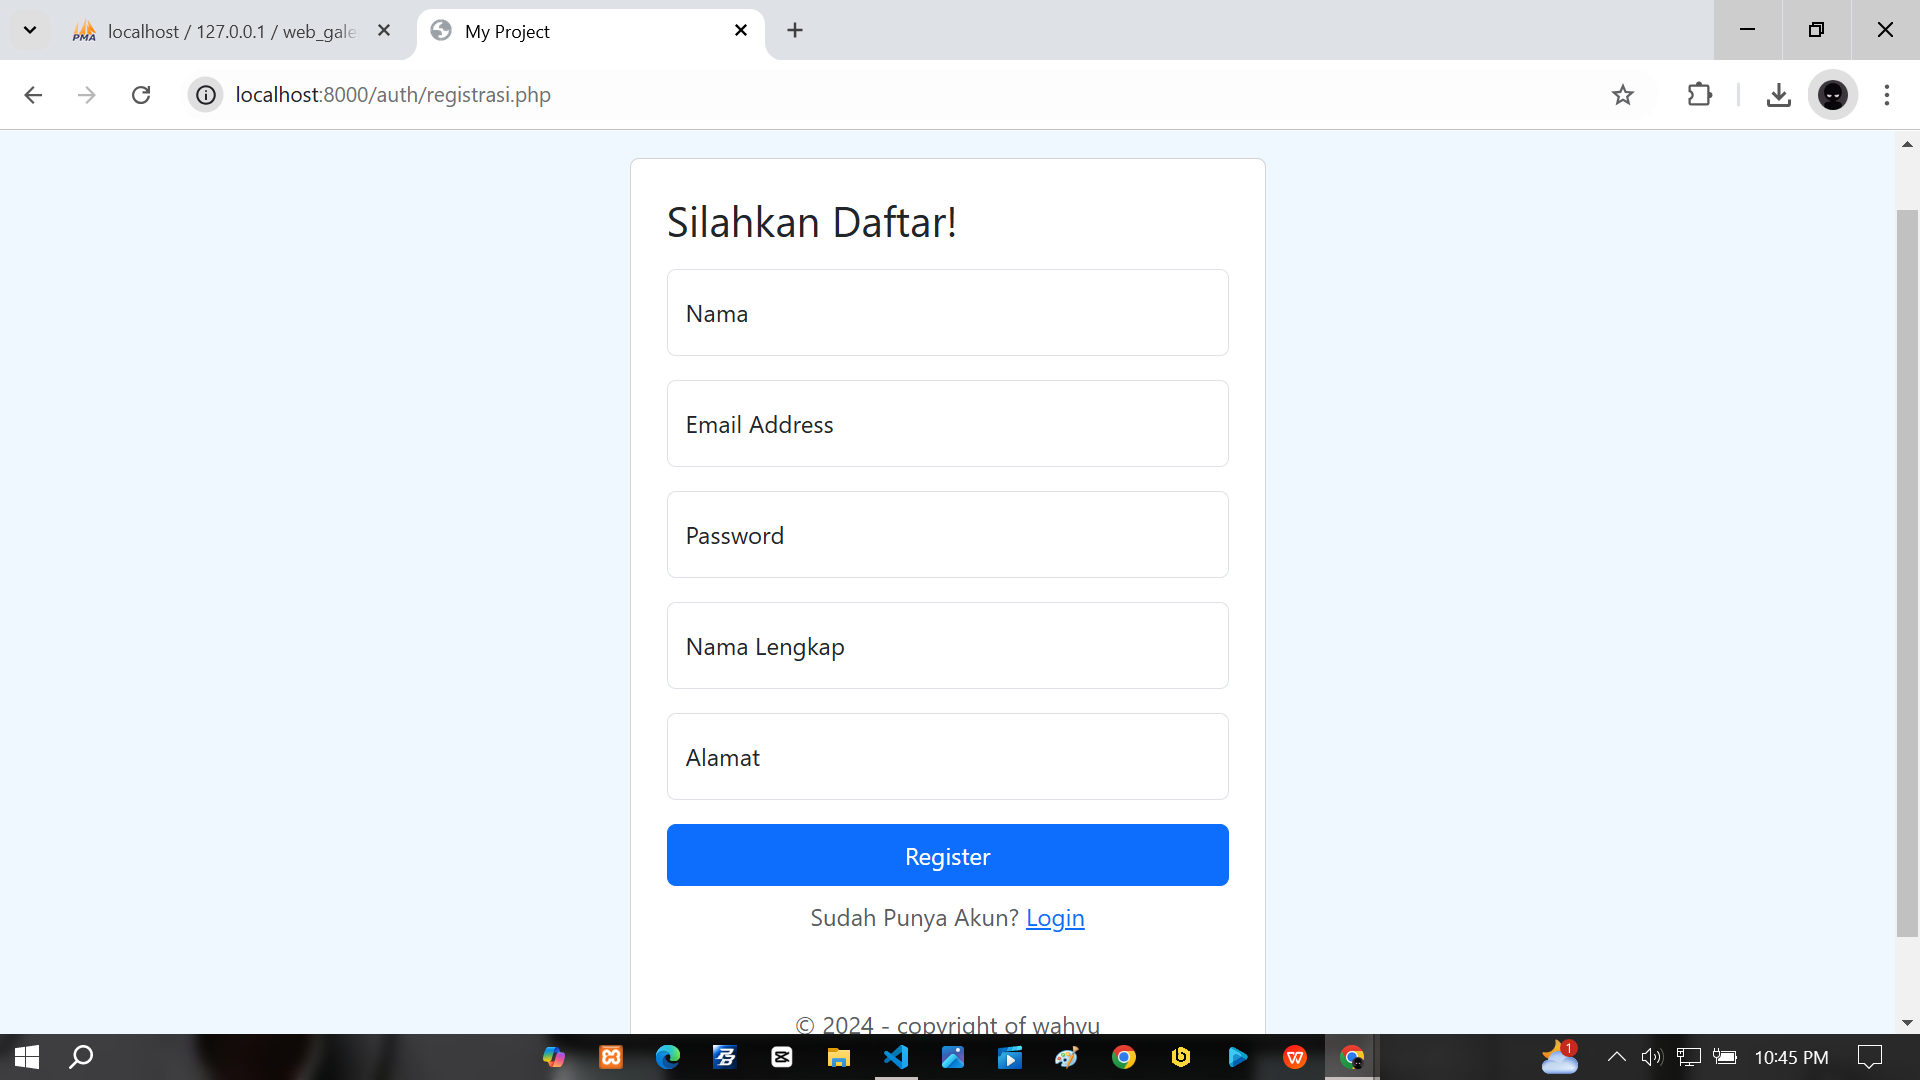 localhost / 127.0.0.1 / web_gale
My Project
localhost:8000/auth/registrasi.php
Silahkan Daftar!
Nama
Email Address
Password
Nama Lengkap
Alamat
Register
Sudah Punya Akun? Login
© 2024 - copyright of wahyu
1
10:45 PM